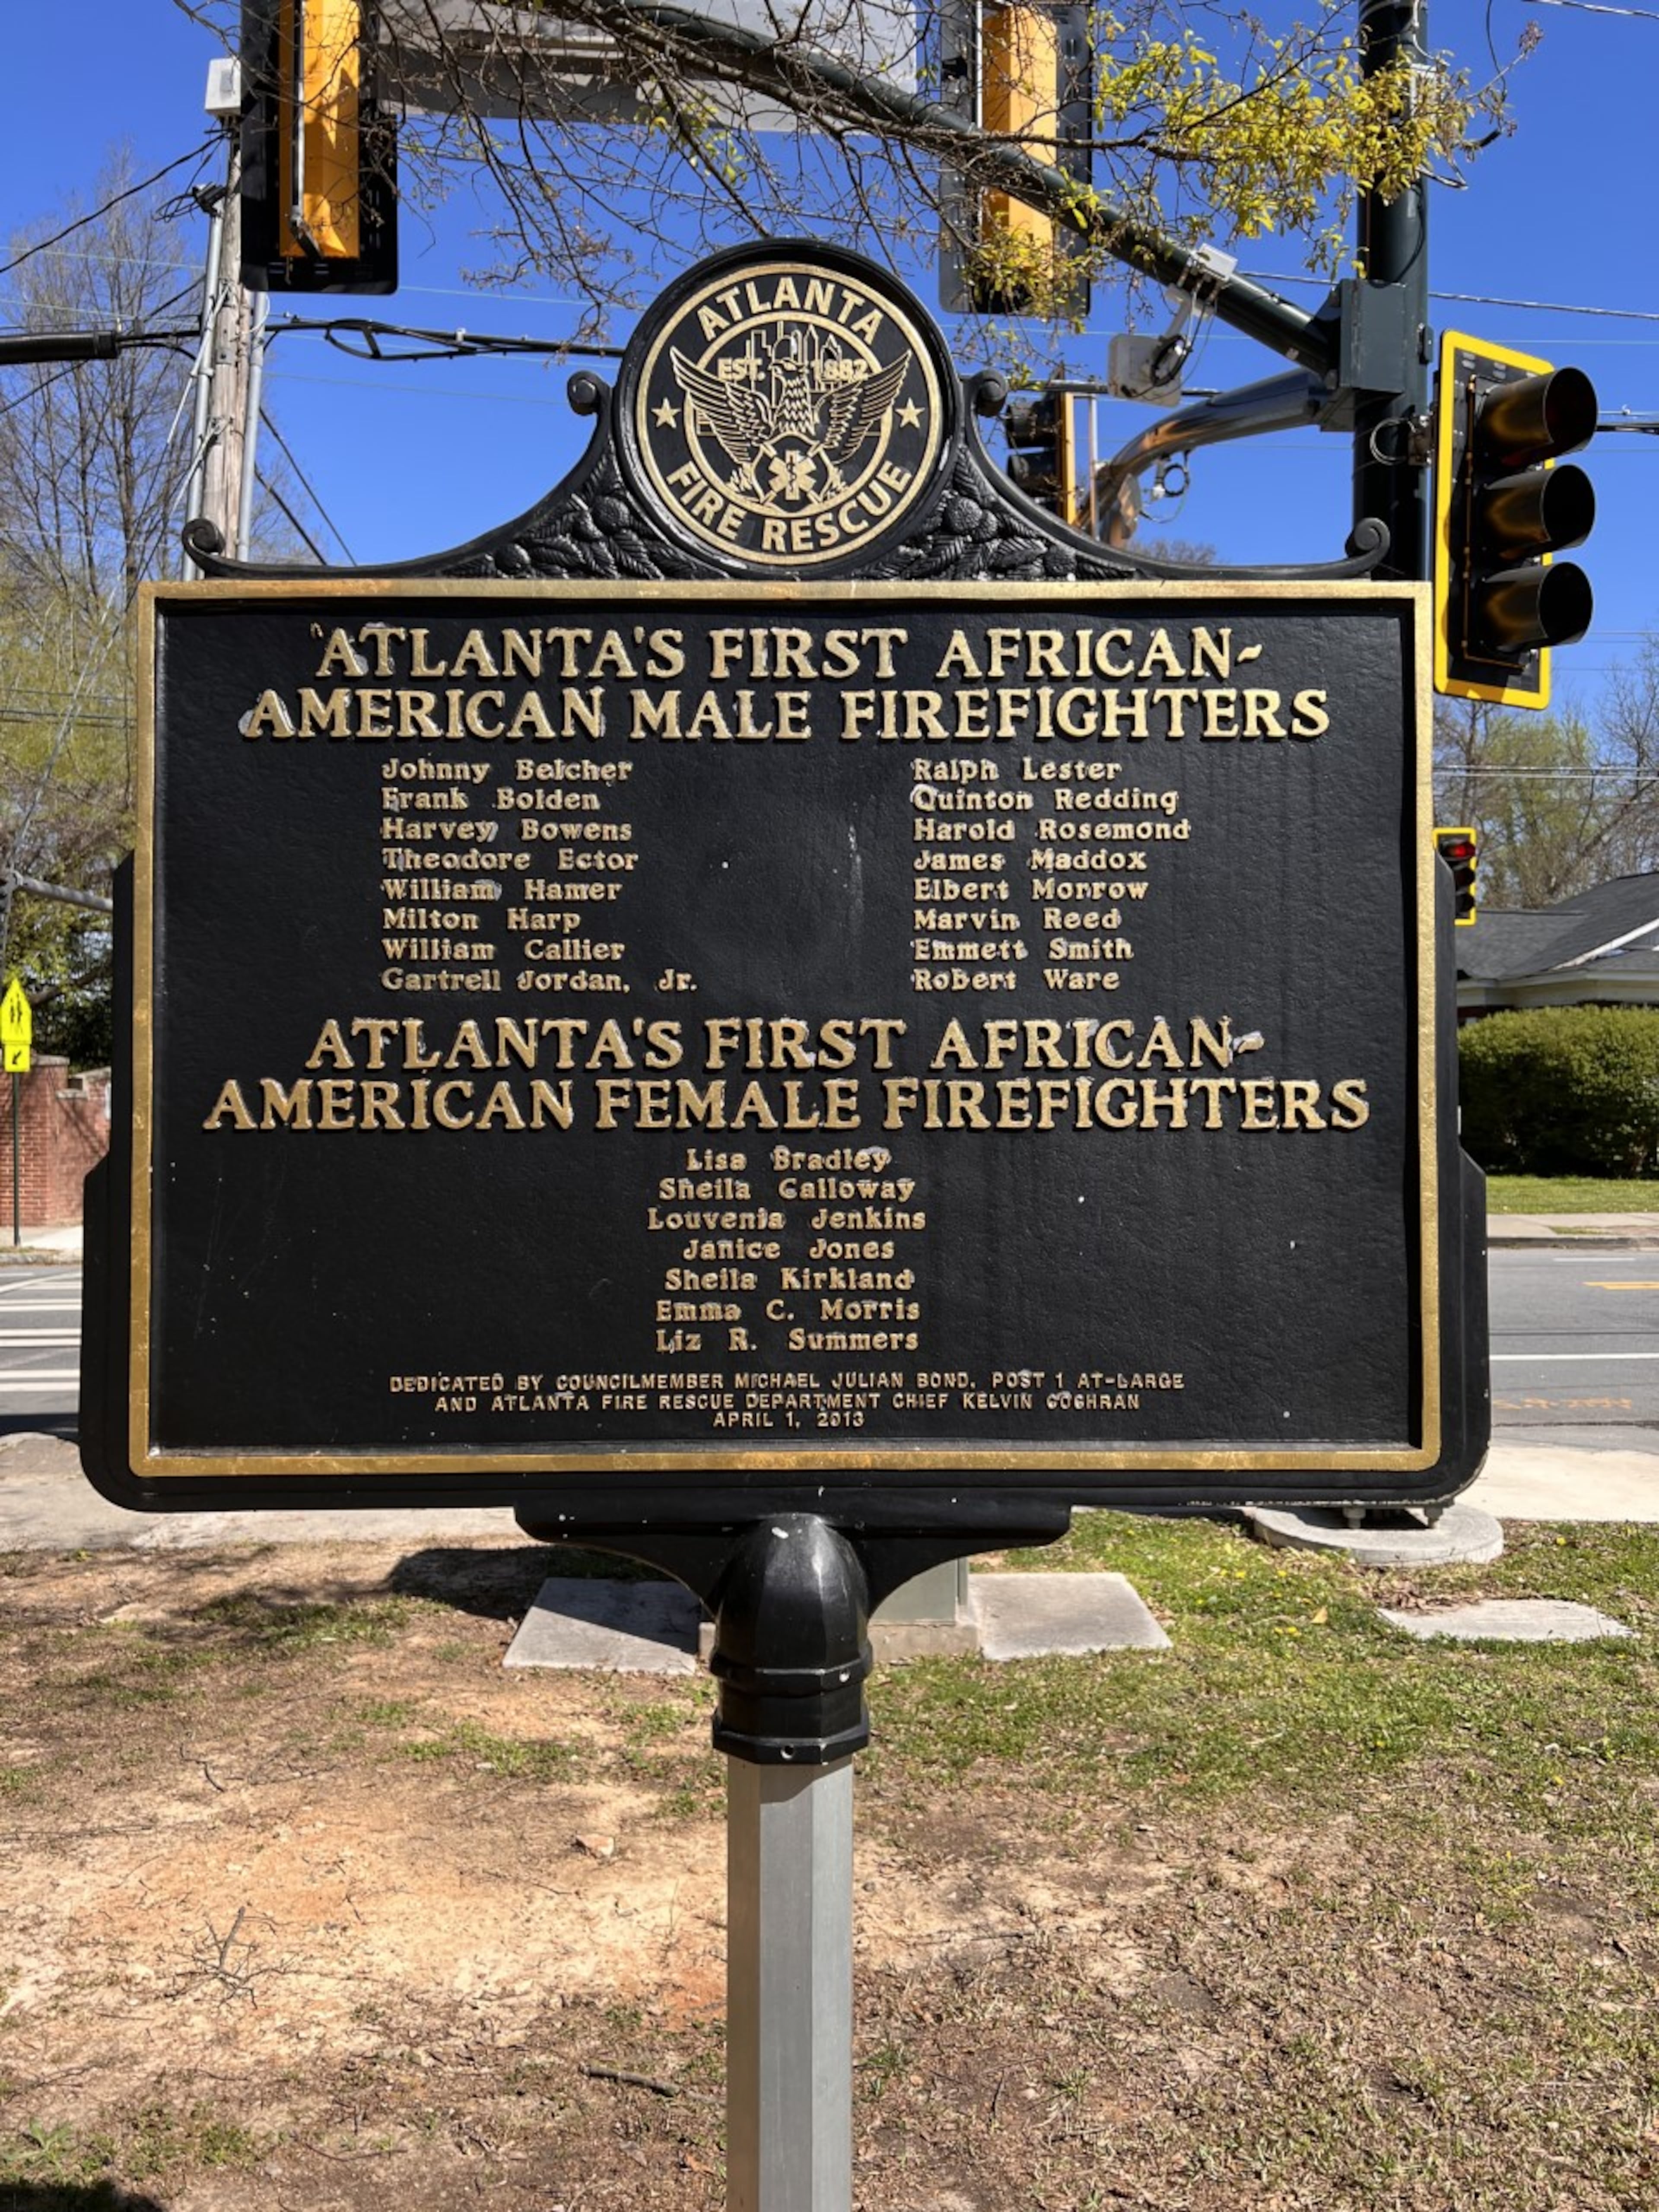 ATLANTA
EST. 1882
FIRE RESCUE
ATLANTA'S FIRST AFRICAN-
AMERICAN MALE FIREFIGHTERS
Johnny Belcher
Frank Bolden
Harvey Bowens
Theodore Ector
William Hamer
Milton Harp
William Callier
Gartrell Jordan, Jr.
Ralph Lester
Quinton Redding
Harold Rosemond
James Maddox
Elbert Morrow
Marvin Reed
Emmett Smith
Robert Ware
ATLANTA'S FIRST AFRICAN-
AMERICAN FEMALE FIREFIGHTERS
Lisa Bradley
Sheila Calloway
Louvenia Jenkins
Janice Jones
Sheila Kirkland
Emma C. Morris
Liz R. Summers
DEDICATED BY COUNCILMEMBER MICHAEL JULIAN BOND, POST 1 AT-LARGE
AND ATLANTA FIRE RESCUE DEPARTMENT CHIEF KELVIN COCHRAN
APRIL 1, 2013